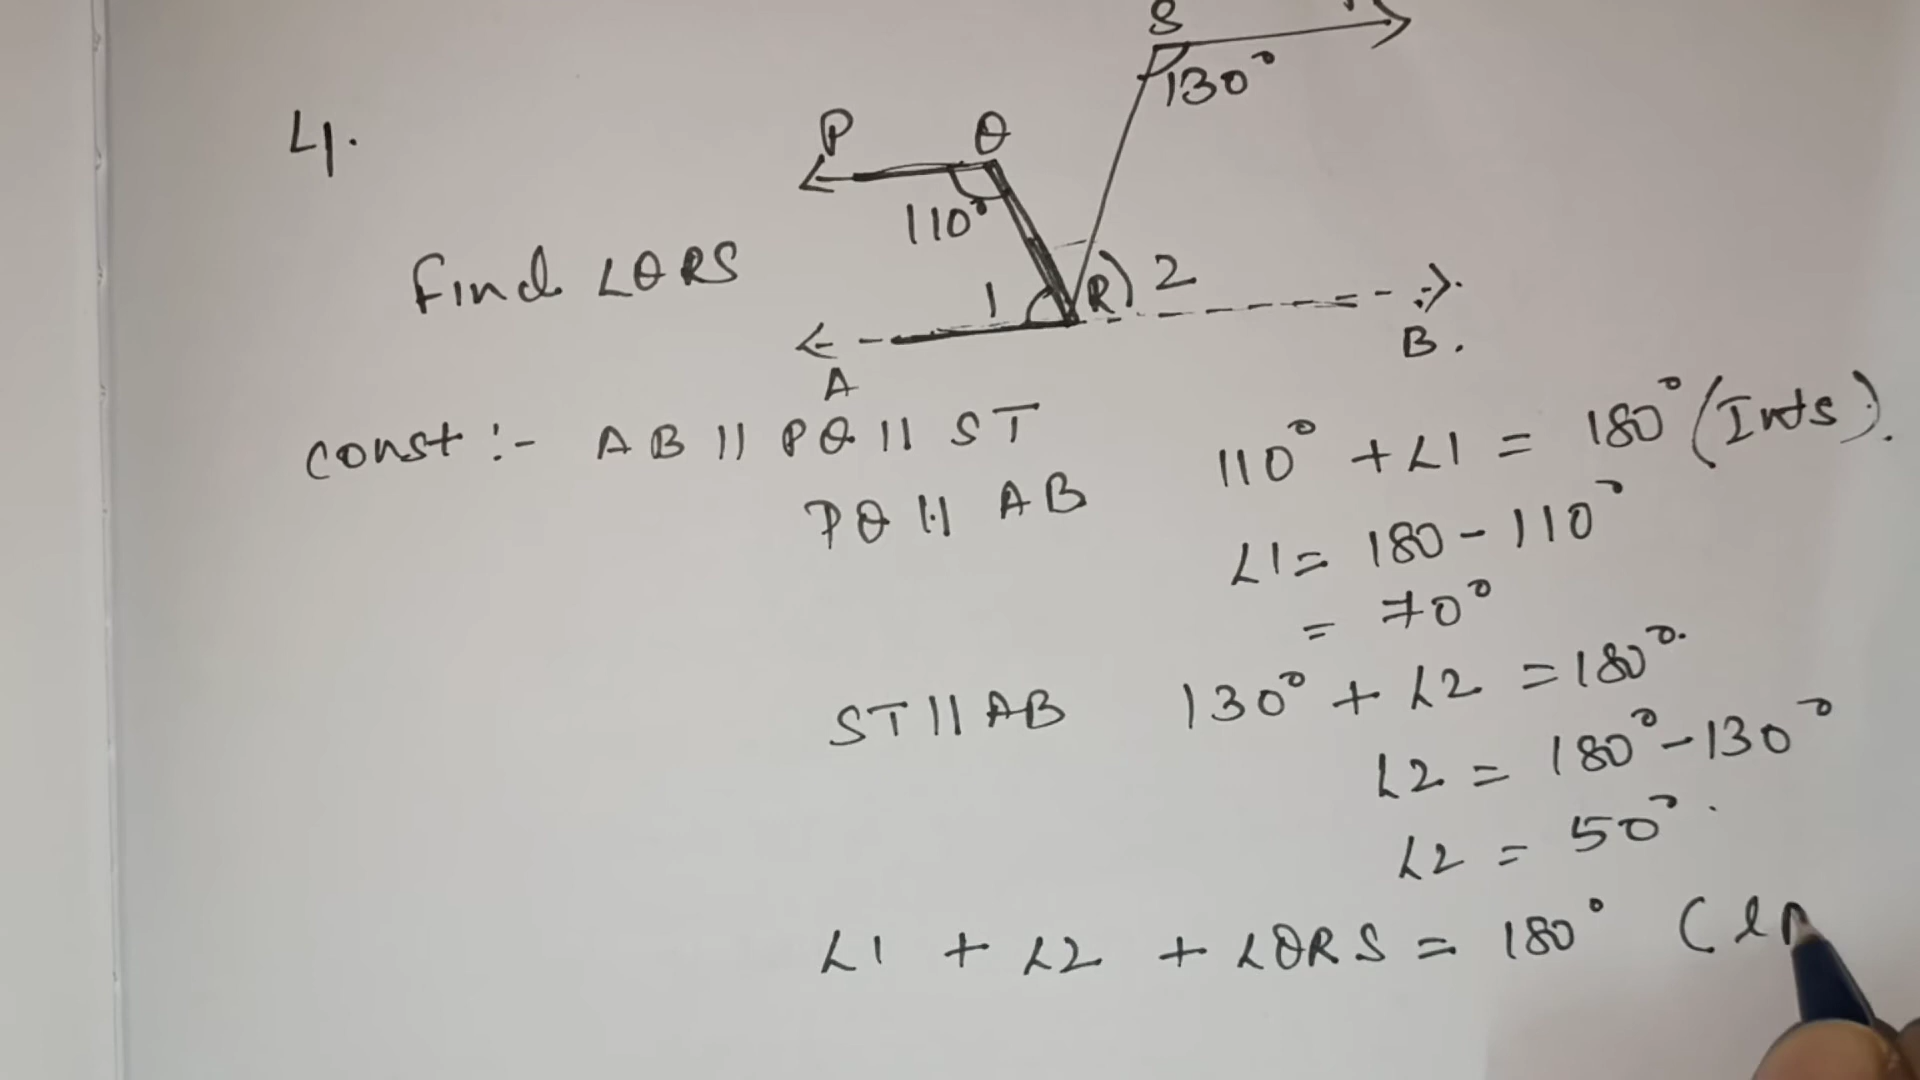 S
130°
4.
P Q
110°
Find ∠QRS
1 R 2
A B.
Const :- AB || PQ || ST
110° + ∠1 = 180° (Ints).
PQ || AB
∠1 = 180 - 110°
= 70°
ST || AB 130° + ∠2 = 180°.
∠2 = 180° - 130°
∠2 = 50°.
∠1 + ∠2 + ∠QRS = 180° (